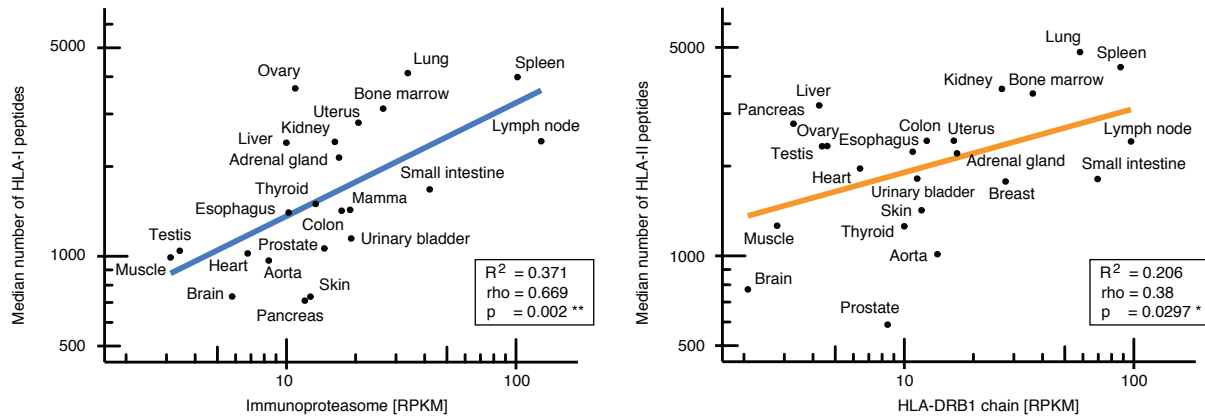 Median number of HLA-I peptides
5000
1000
500
Lung
Spleen
Ovary
Bone marrow
Uterus
Kidney
Liver
Lymph node
Adrenal gland
Small intestine
Thyroid
Mamma
Esophagus
Colon
Testis
Prostate
Urinary bladder
Muscle
Heart
Aorta
Brain
Skin
Pancreas
R² = 0.371
rho = 0.669
p = 0.002 **
10
100
Immunoproteasome [RPKM]
Median number of HLA-II peptides
5000
1000
500
Lung
Spleen
Kidney
Bone marrow
Liver
Pancreas
Ovary
Esophagus
Colon
Uterus
Lymph node
Testis
Adrenal gland
Small intestine
Heart
Urinary bladder
Breast
Skin
Muscle
Thyroid
Aorta
Brain
Prostate
R² = 0.206
rho = 0.38
p = 0.0297 *
10
100
HLA-DRB1 chain [RPKM]